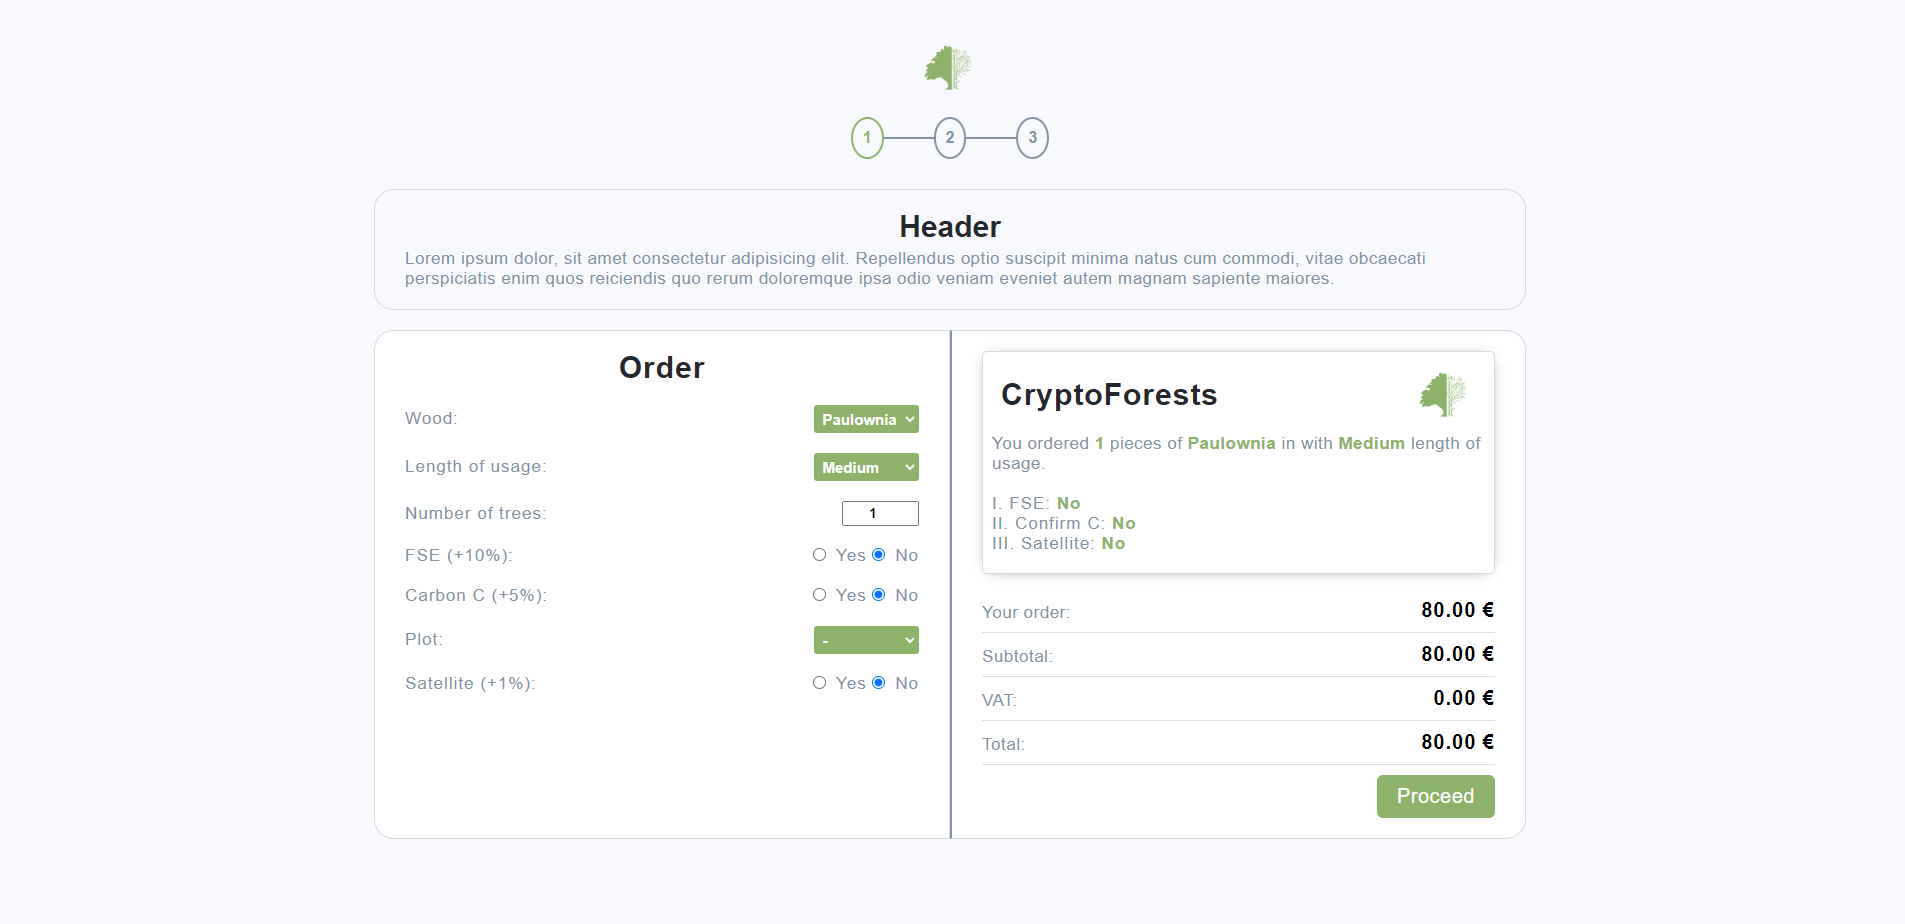 1 2 3
Header
Lorem ipsum dolor, sit amet consectetur adipisicing elit. Repellendus optio suscipit minima natus cum commodi, vitae obcaecati
perspiciatis enim quos reiciendis quo rerum doloremque ipsa odio veniam eveniet autem magnam sapiente maiores.
Order
Wood: Paulownia
Length of usage: Medium
Number of trees: 1
FSE (+10%): Yes No
Carbon C (+5%): Yes No
Plot: -
Satellite (+1%): Yes No
CryptoForests
You ordered 1 pieces of Paulownia in with Medium length of
usage.
I. FSE: No
II. Confirm C: No
III. Satellite: No
Your order: 80.00 €
Subtotal: 80.00 €
VAT: 0.00 €
Total: 80.00 €
Proceed